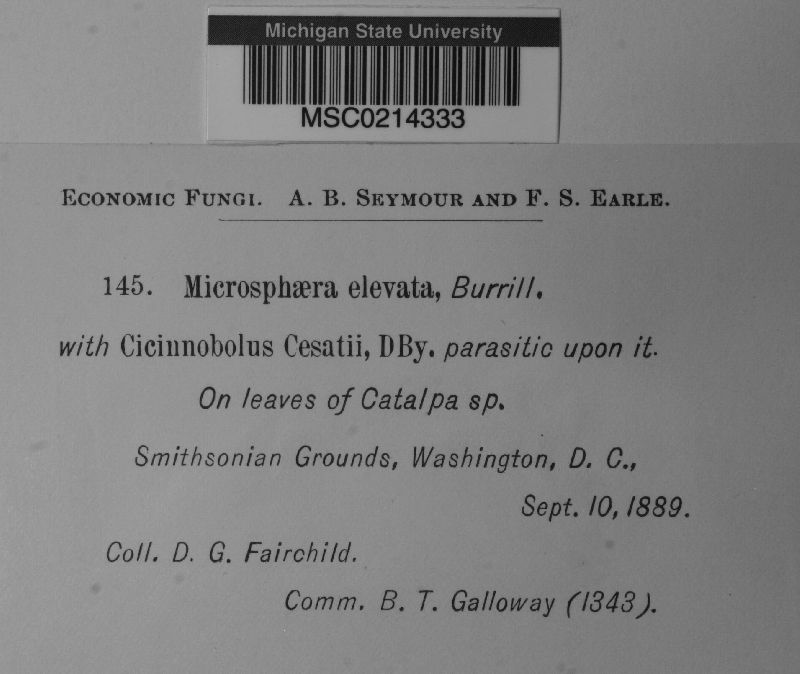 Michigan State University
MSC0214333
Economic Fungi. A. B. Seymour and F. S. Earle.
145. Microsphæra elevata, Burrill.
with Cicinnobolus Cesatii, DBy. parasitic upon it.
On leaves of Catalpa sp.
Smithsonian Grounds, Washington, D. C.,
Sept. 10, 1889.
Coll. D. G. Fairchild.
Comm. B. T. Galloway (1343).